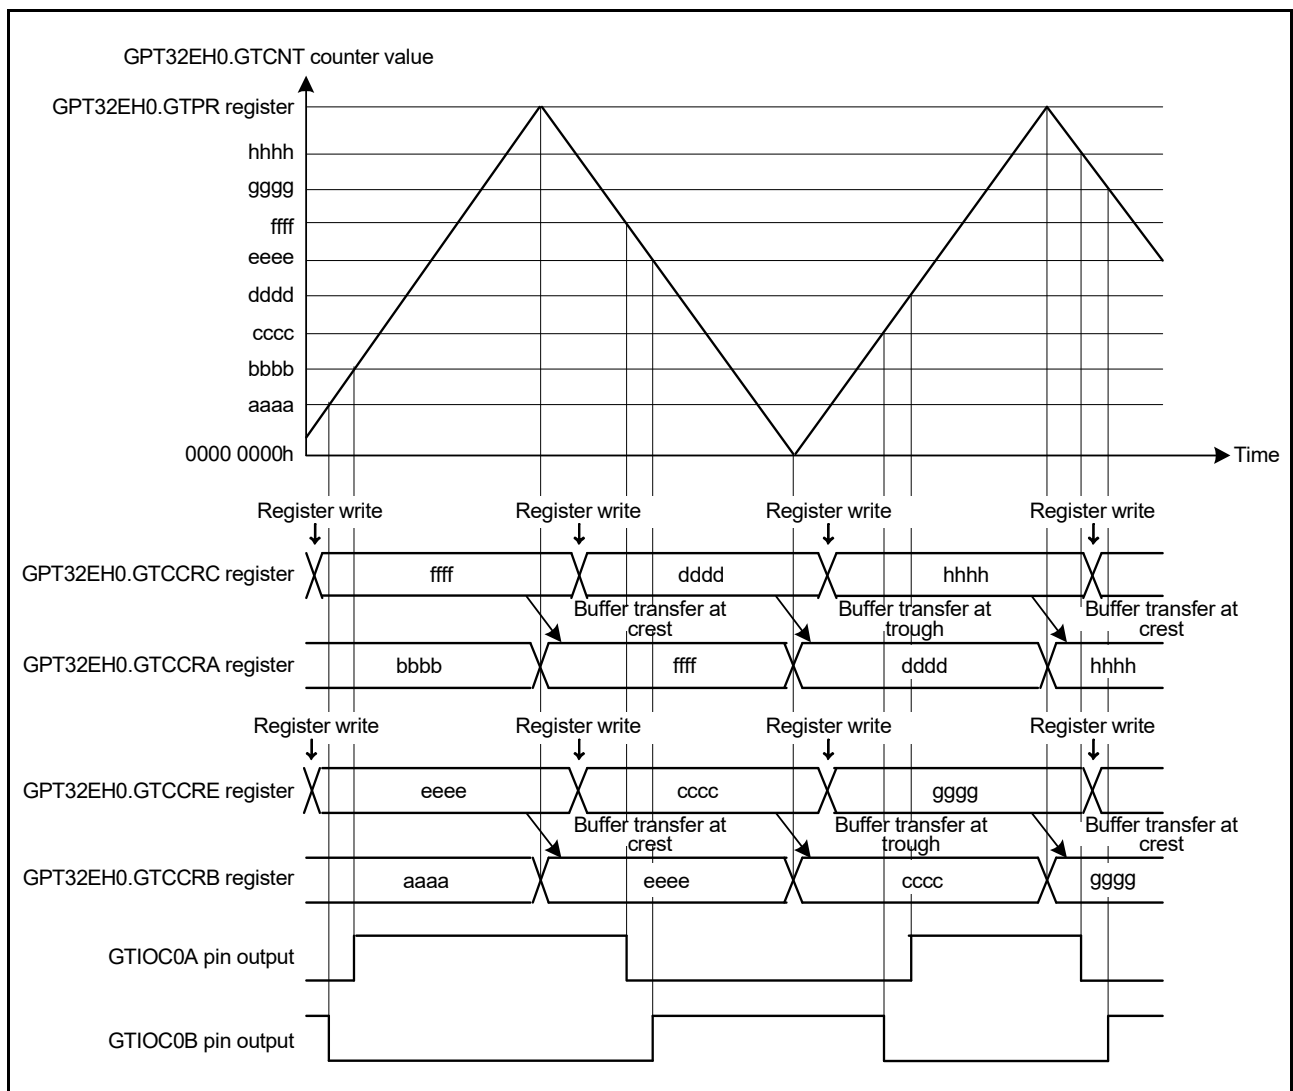 GPT32EH0.GTCNT counter value
GPT32EH0.GTPR register
hhhh
gggg
ffff
eeee
dddd
cccc
bbbb
aaaa
0000 0000h
Time
Register write Register write Register write Register write
GPT32EH0.GTCCRC register ffff dddd hhhh
Buffer transfer at Buffer transfer at Buffer transfer at
crest trough crest
GPT32EH0.GTCCRA register bbbb ffff dddd hhhh
Register write Register write Register write Register write
GPT32EH0.GTCCRE register eeee cccc gggg
Buffer transfer at Buffer transfer at Buffer transfer at
crest trough crest
GPT32EH0.GTCCRB register aaaa eeee cccc gggg
GTIOC0A pin output
GTIOC0B pin output